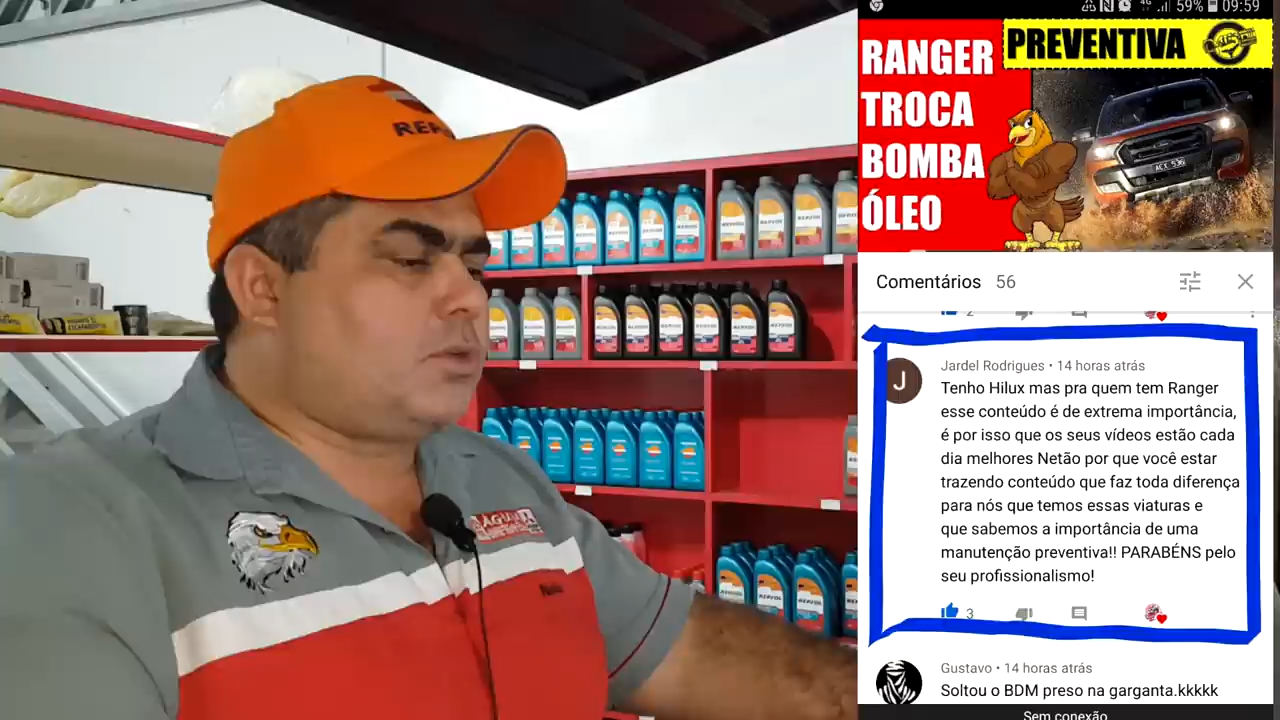 REP
59% 09:59
PREVENTIVA
RANGER
TROCA
BOMBA
ÓLEO
Comentários 56
2
J
Jardel Rodrigues • 14 horas atrás
Tenho Hilux mas pra quem tem Ranger
esse conteúdo é de extrema importância,
é por isso que os seus vídeos estão cada
dia melhores Netão por que você estar
trazendo conteúdo que faz toda diferença
para nós que temos essas viaturas e
que sabemos a importância de uma
manutenção preventiva!! PARABÉNS pelo
seu profissionalismo!
3
Gustavo • 14 horas atrás
Soltou o BDM preso na garganta.kkkkk
Sem conexão